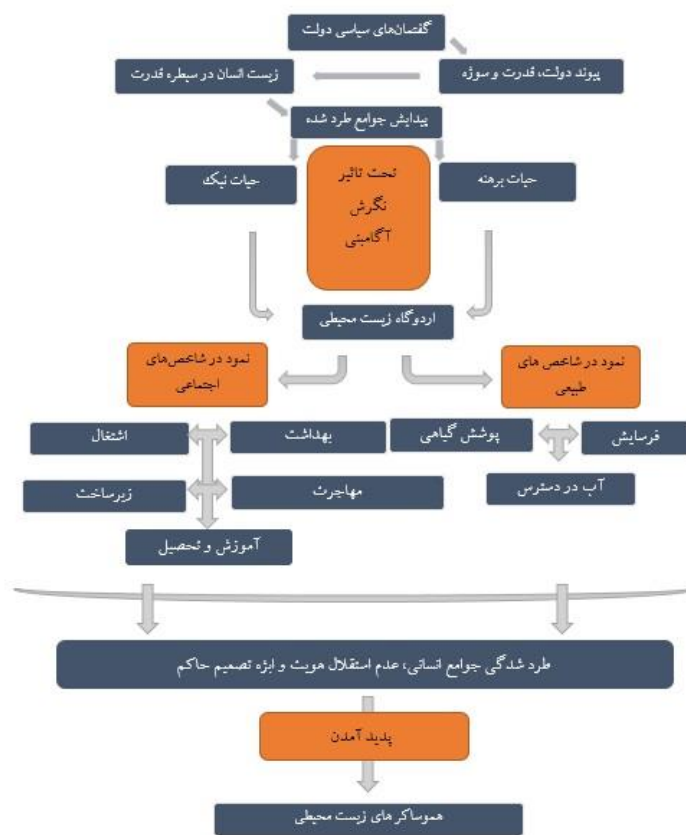 گفتمان‌های سیاسی دولت
پیوند دولت، قدرت و سوژه
زیست انسان در سیطره قدرت
پیدایش جوامع طرد شده
تحت تاثیر
نگرش
آگامبنی
حیات برهنه
حیات نیک
اردوگاه زیست محیطی
نمود در شاخص های
طبیعی
نمود در شاخص‌های
اجتماعی
فرسایش
پوشش گیاهی
آب در دسترس
بهداشت
اشتغال
مهاجرت
زیرساخت
آموزش و تحصیل
طرد شدگی جوامع انسانی، عدم استقلال هویت و ابژه تصمیم حاکم
پدید آمدن
هموساکر های زیست محیطی